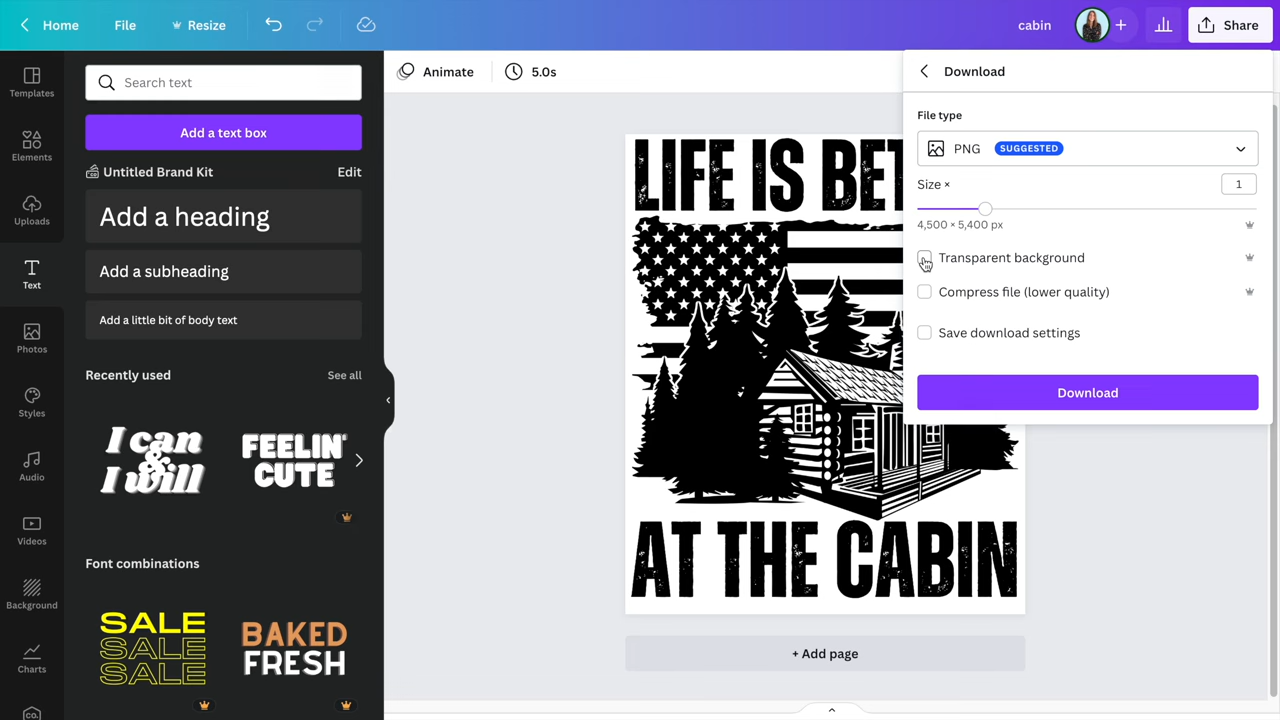 Home
File
Resize
cabin
Share
Templates
Elements
Uploads
Text
Photos
Styles
Audio
Videos
Background
Charts
Search text
Add a text box
Untitled Brand Kit
Edit
Add a heading
Add a subheading
Add a little bit of body text
Recently used
See all
I can
&
I will
FEELIN'
CUTE
Font combinations
SALE
SALE
SALE
BAKED
FRESH
Animate
5.0s
LIFE IS BET
AT THE CABIN
+ Add page
Download
File type
PNG SUGGESTED
Size ×
1
4,500 × 5,400 px
Transparent background
Compress file (lower quality)
Save download settings
Download